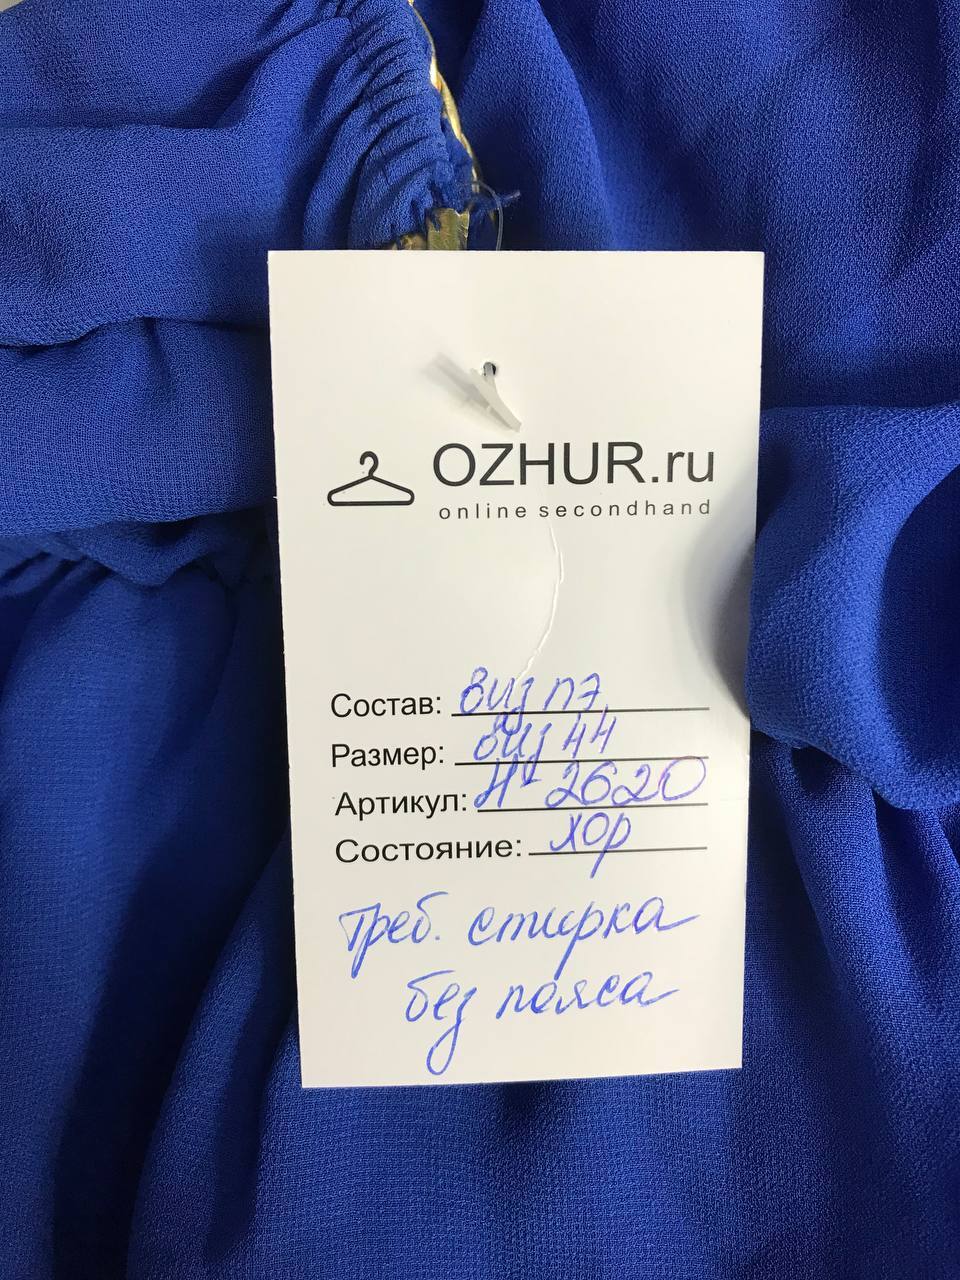 OZHUR.ru
online secondhand
Состав: виз пэ
Размер: виз 44
Артикул: Н- 2620
Состояние: хор
треб. стирка
без пояса